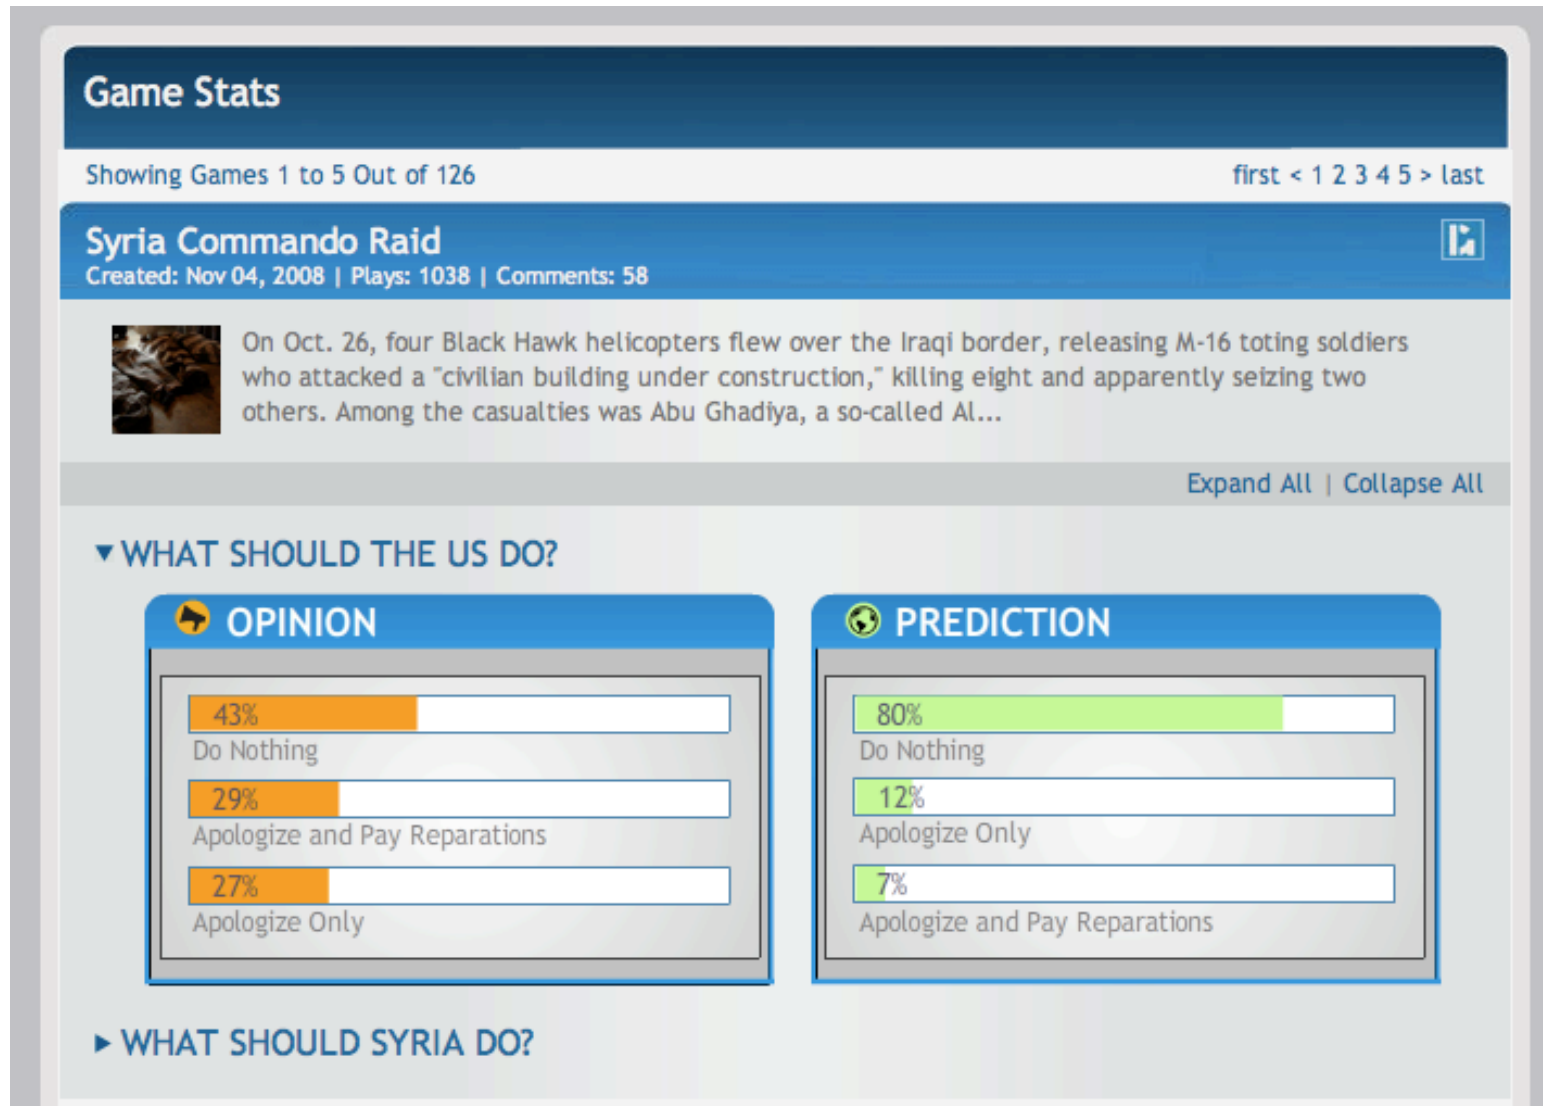 Game Stats
Showing Games 1 to 5 Out of 126
first < 1 2 3 4 5 > last
Syria Commando Raid
Created: Nov 04, 2008 | Plays: 1038 | Comments: 58
On Oct. 26, four Black Hawk helicopters flew over the Iraqi border, releasing M-16 toting soldiers
who attacked a "civilian building under construction," killing eight and apparently seizing two
others. Among the casualties was Abu Ghadiya, a so-called Al...
Expand All | Collapse All
WHAT SHOULD THE US DO?
OPINION
43%
Do Nothing
29%
Apologize and Pay Reparations
27%
Apologize Only
PREDICTION
80%
Do Nothing
12%
Apologize Only
7%
Apologize and Pay Reparations
WHAT SHOULD SYRIA DO?